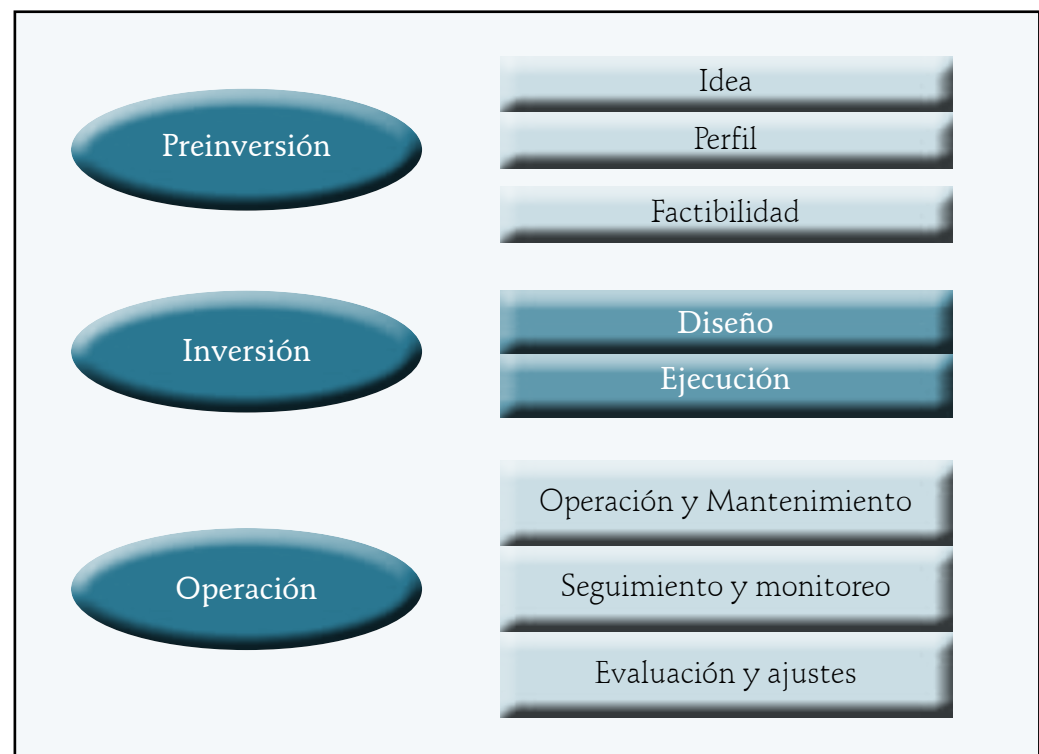 Preinversión
Idea
Perfil
Factibilidad
Inversión
Diseño
Ejecución
Operación
Operación y Mantenimiento
Seguimiento y monitoreo
Evaluación y ajustes